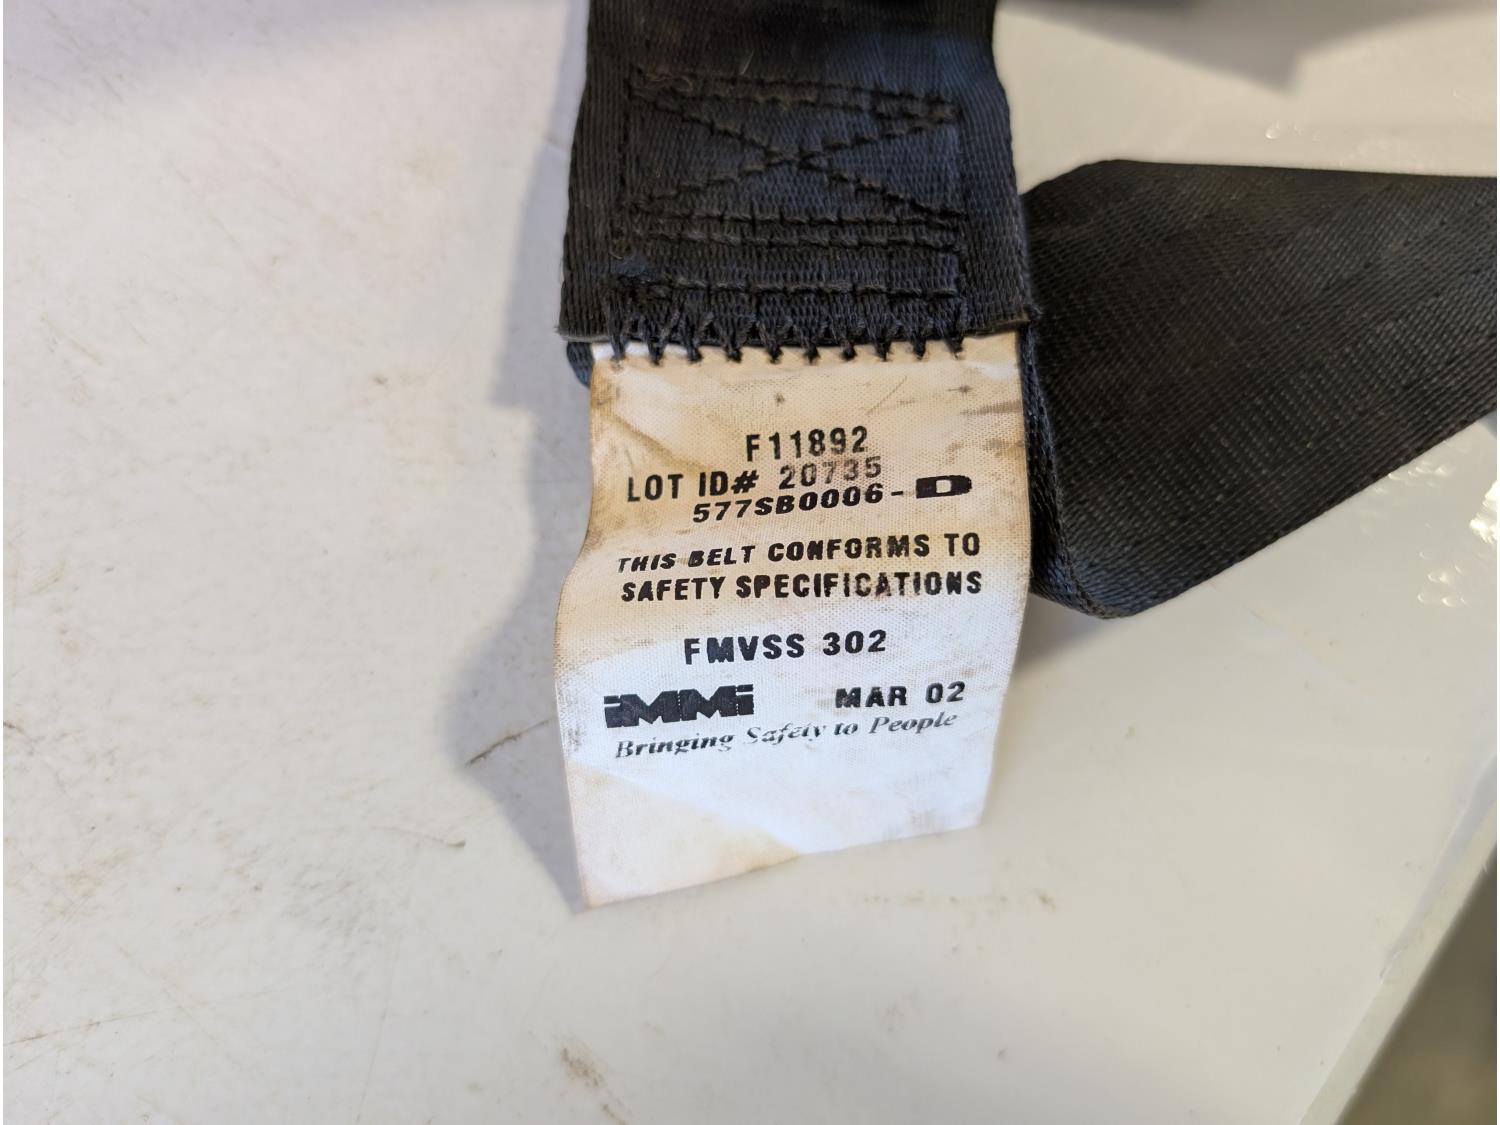 F11892
LOT ID# 20735
577SB0006-D
THIS BELT CONFORMS TO
SAFETY SPECIFICATIONS
FMVSS 302
iMMi MAR 02
Bringing Safety to People